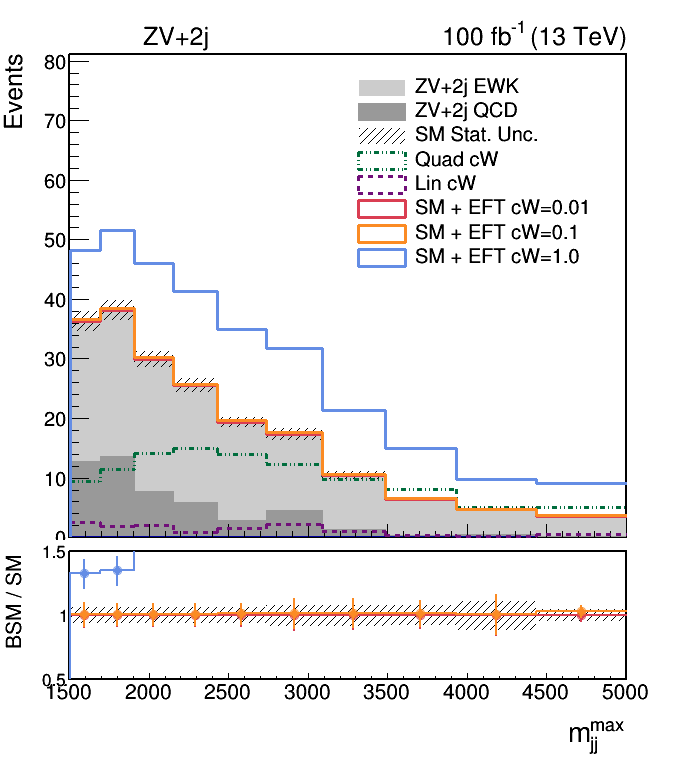 ZV+2j 100 fb-1 (13 TeV)
Events
80
70
60
50
40
30
20
10
0
ZV+2j EWK
ZV+2j QCD
SM Stat. Unc.
Quad cW
Lin cW
SM + EFT cW=0.01
SM + EFT cW=0.1
SM + EFT cW=1.0
BSM / SM
1.5
1
0.5
1500 2000 2500 3000 3500 4000 4500 5000
m_jj^max